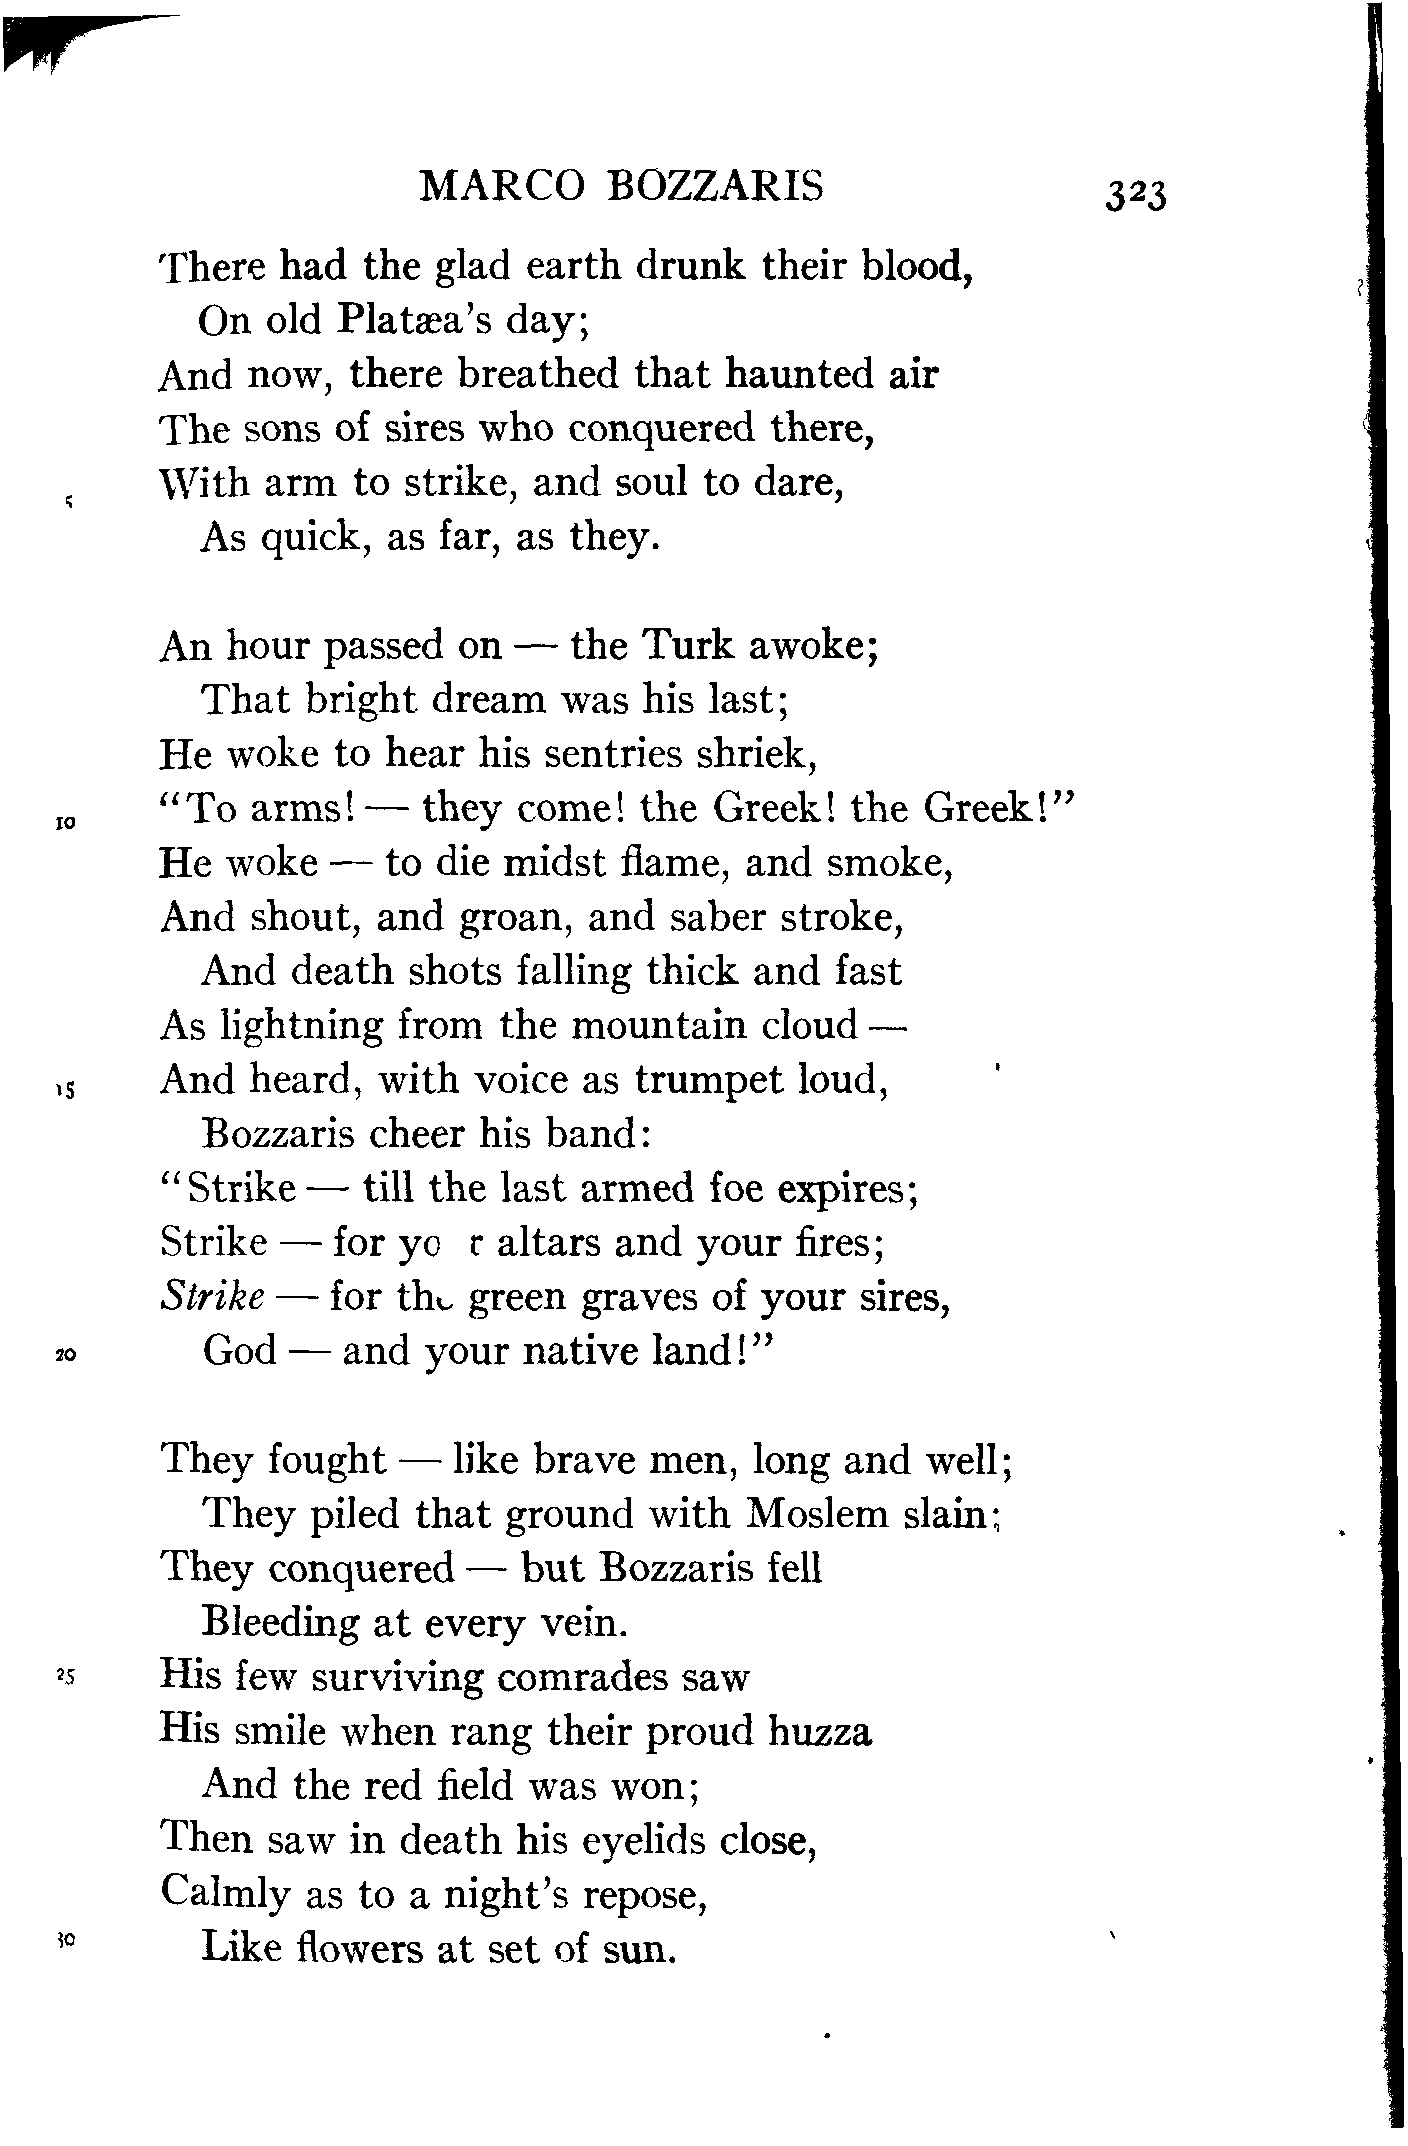 MARCO BOZZARIS 323
There had the glad earth drunk their blood,
On old Platæa's day;
And now, there breathed that haunted air
The sons of sires who conquered there,
5 With arm to strike, and soul to dare,
As quick, as far, as they.
An hour passed on — the Turk awoke;
That bright dream was his last;
He woke to hear his sentries shriek,
10 "To arms! — they come! the Greek! the Greek!"
He woke — to die midst flame, and smoke,
And shout, and groan, and saber stroke,
And death shots falling thick and fast
As lightning from the mountain cloud —
15 And heard, with voice as trumpet loud,
Bozzaris cheer his band:
"Strike — till the last armed foe expires;
Strike — for yo r altars and your fires;
Strike — for the green graves of your sires,
20 God — and your native land!"
They fought — like brave men, long and well;
They piled that ground with Moslem slain;
They conquered — but Bozzaris fell
Bleeding at every vein.
25 His few surviving comrades saw
His smile when rang their proud huzza
And the red field was won;
Then saw in death his eyelids close,
Calmly as to a night's repose,
30 Like flowers at set of sun.